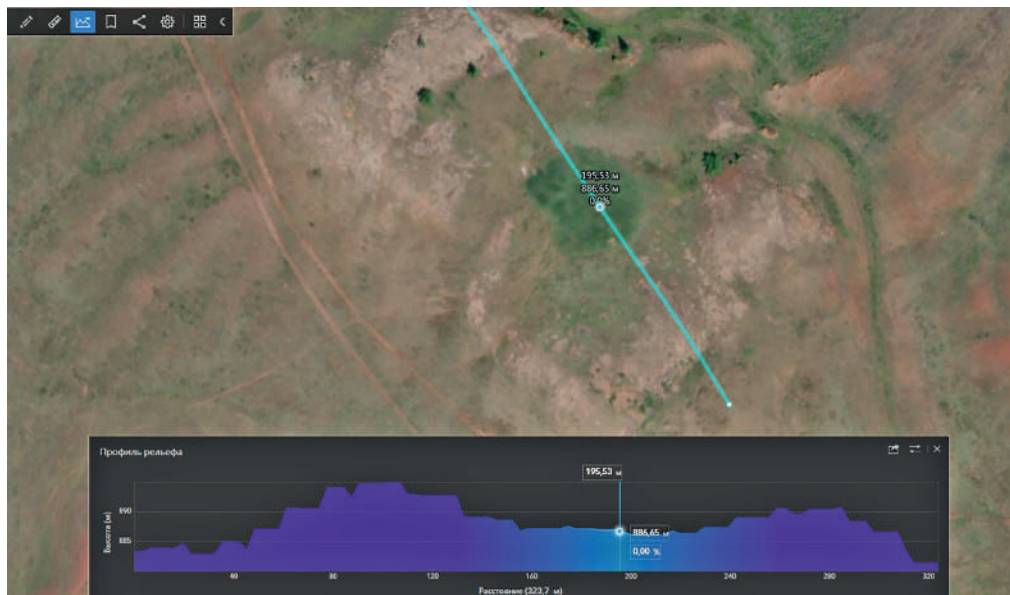 195,53 м
886,65 м
0,0%
Профиль рельефа
195,53 м
Высота (м)
890
885
886,65 м
0,00 %
40 80 120 160 200 240 280 320
Расстояние (323,7 м)